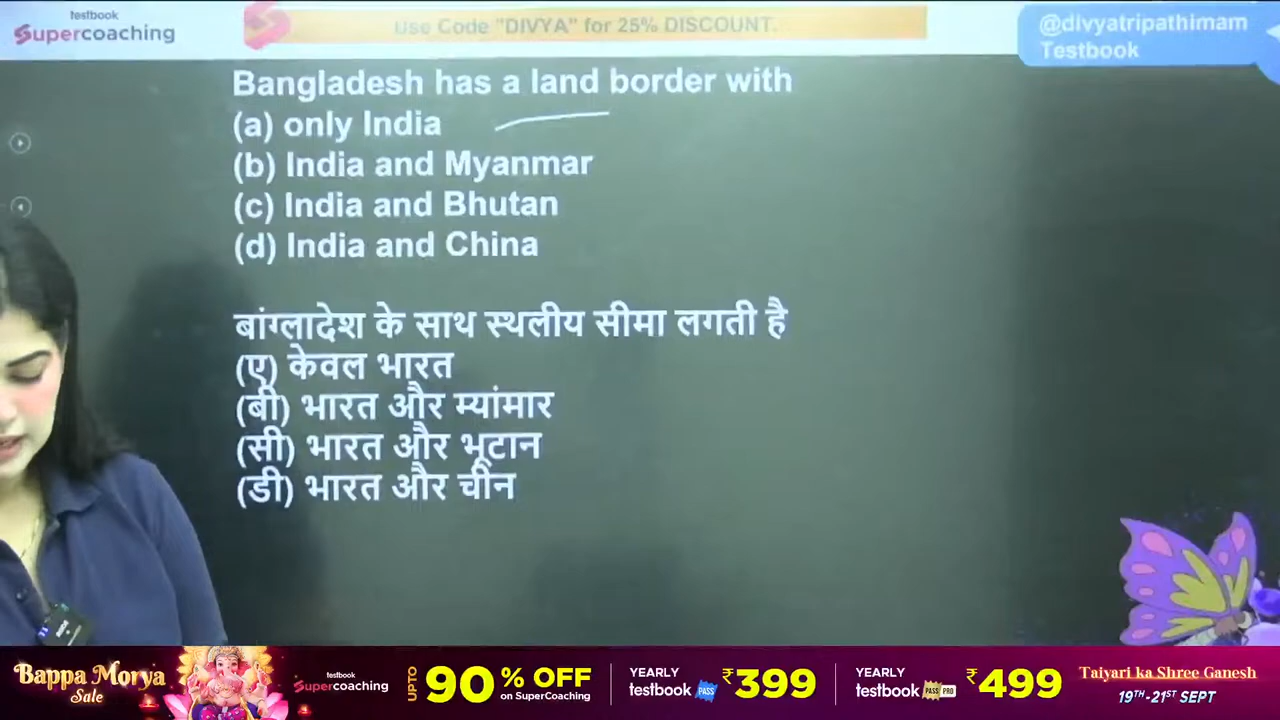 testbook
Supercoaching
Use Code "DIVYA" for 25% DISCOUNT.
@divyatripathimam
Testbook
Bangladesh has a land border with
(a) only India
(b) India and Myanmar
(c) India and Bhutan
(d) India and China
बांग्लादेश के साथ स्थलीय सीमा लगती है
(ए) केवल भारत
(बी) भारत और म्यांमार
(सी) भारत और भूटान
(डी) भारत और चीन
Bappa Morya
Sale
testbook
Supercoaching
UPTO 90% OFF
on SuperCoaching
YEARLY
testbook PASS
₹399
YEARLY
testbook PASS PRO
₹499
Taiyari ka Shree Ganesh
19TH-21ST SEPT